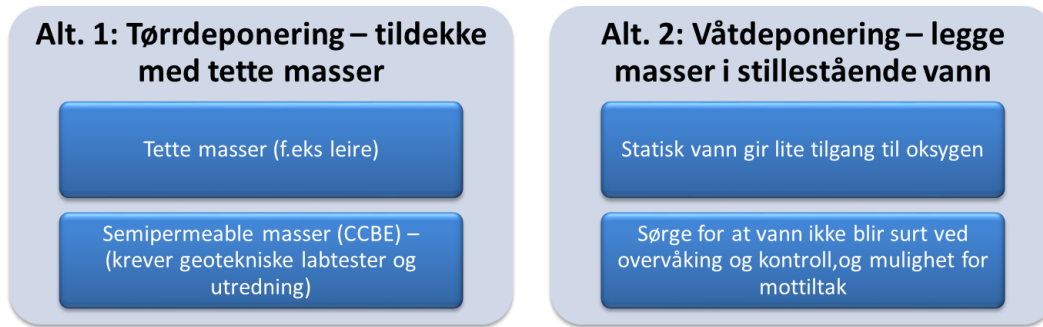 Alt. 1: Tørrdeponering – tildekke
med tette masser
Tette masser (f.eks leire)
Semipermeable masser (CCBE) –
(krever geotekniske labtester og
utredning)
Alt. 2: Våtdeponering – legge
masser i stillestående vann
Statisk vann gir lite tilgang til oksygen
Sørge for at vann ikke blir surt ved
overvåking og kontroll,og mulighet for
mottiltak